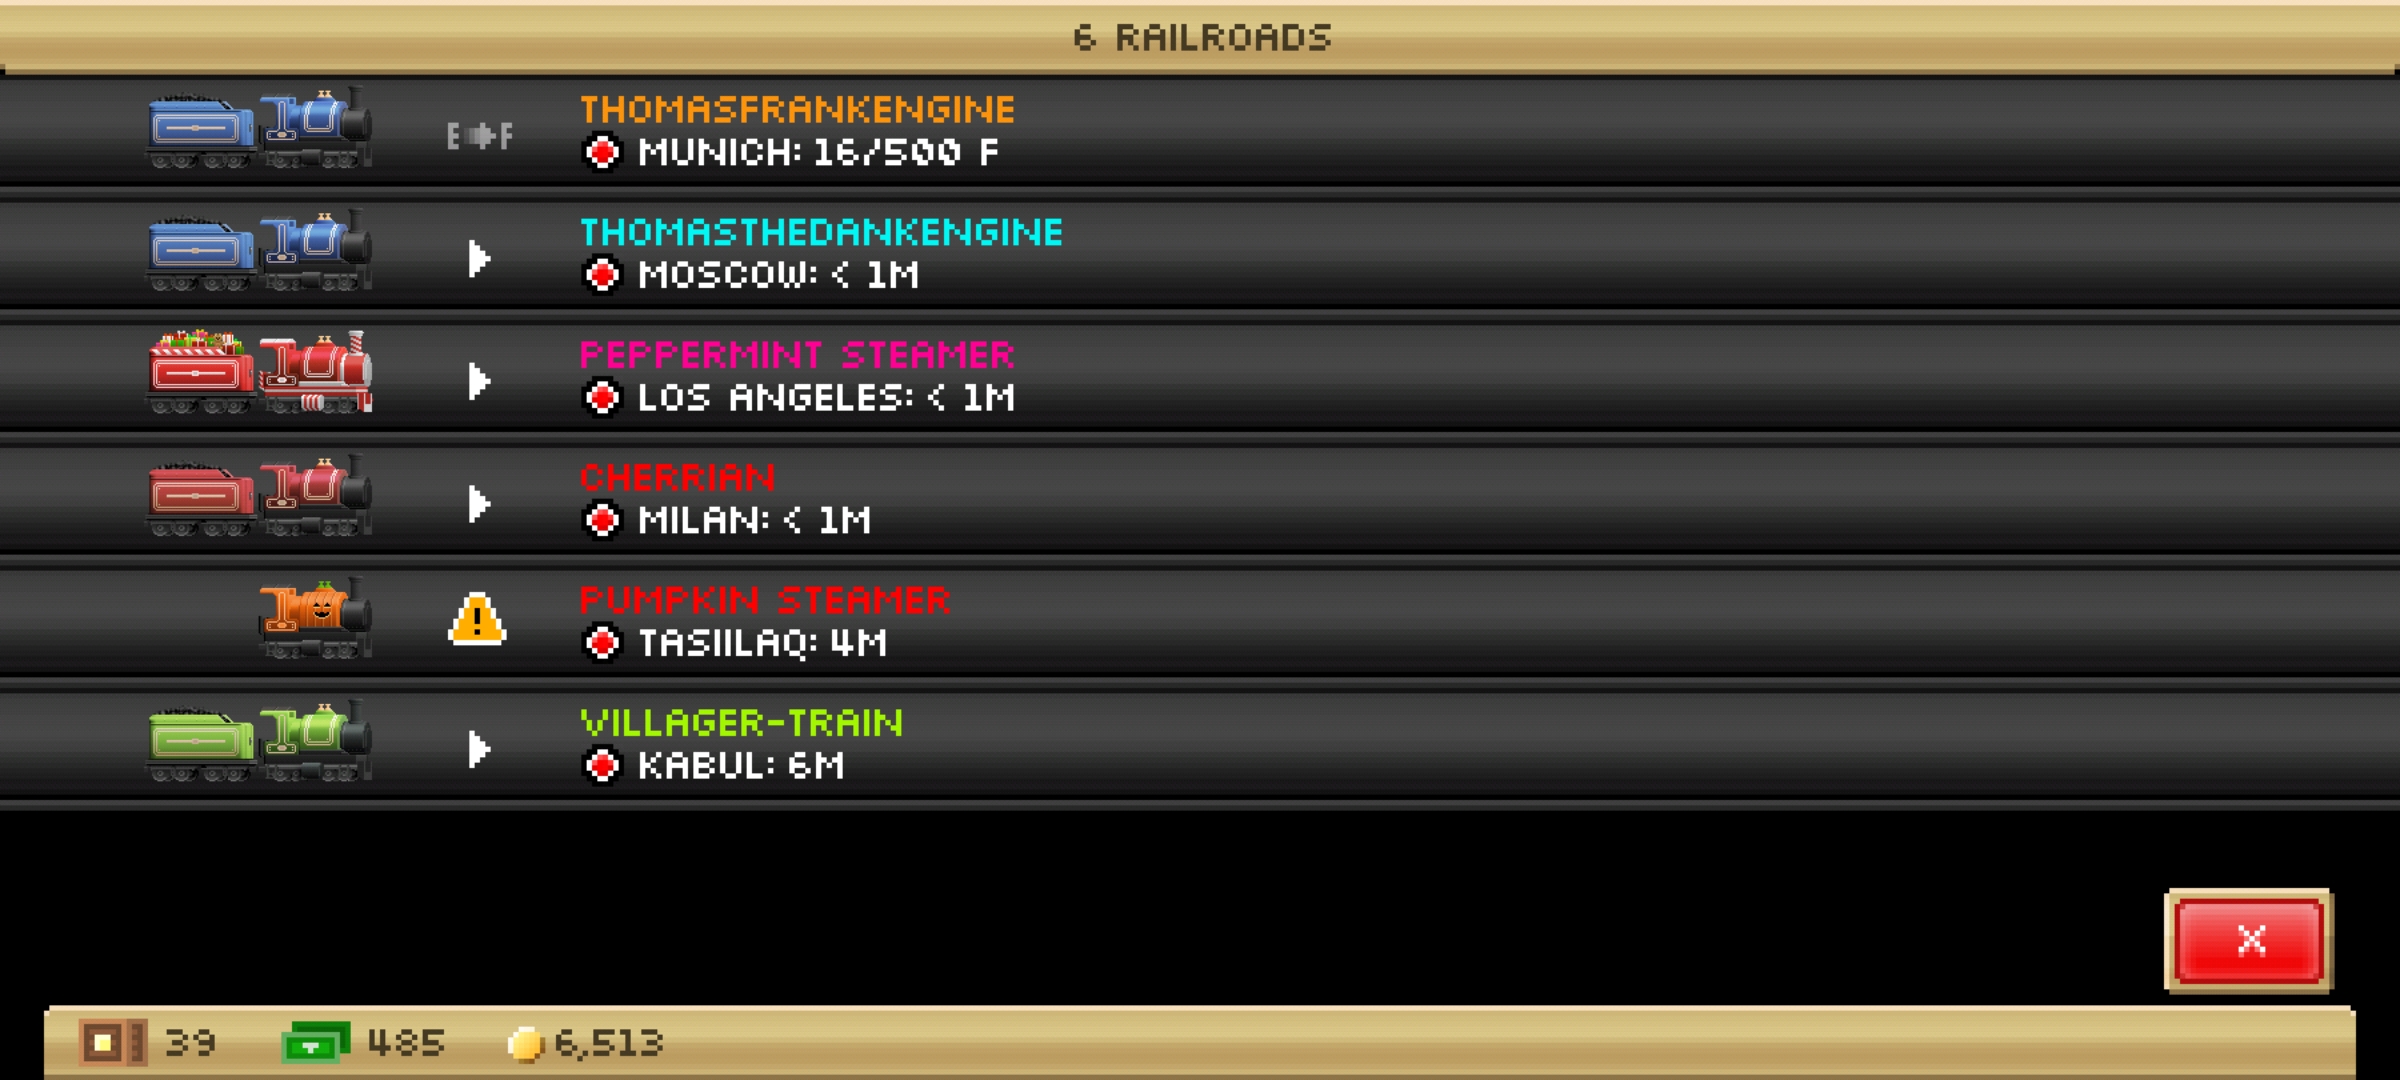 6 RAILROADS
THOMASFRANKENGINE
E F
MUNICH: 16/500 F
THOMASTHEDANKENGINE
MOSCOW: < 1M
PEPPERMINT STEAMER
LOS ANGELES: < 1M
CHERRIAN
MILAN: < 1M
PUMPKIN STEAMER
!
TASIILAQ: 4M
VILLAGER-TRAIN
KABUL: 6M
X
39 485 6,513